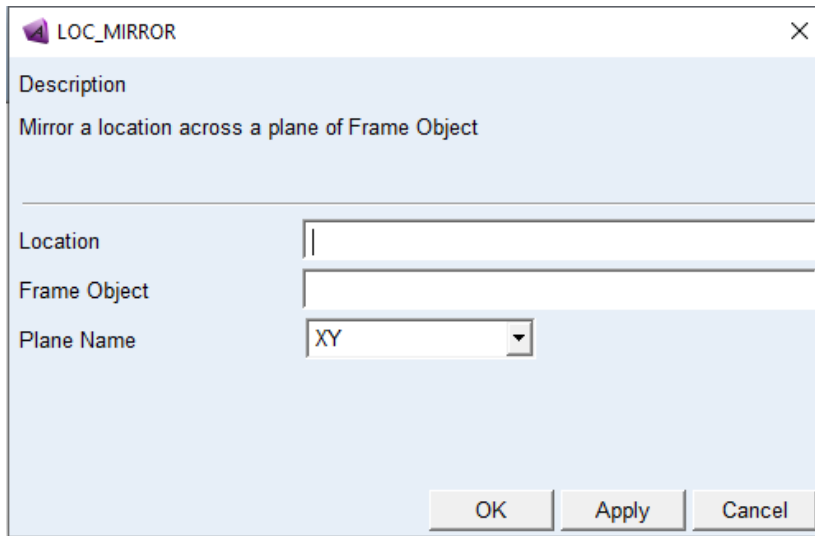 LOC_MIRROR
Description
Mirror a location across a plane of Frame Object
Location
Frame Object
Plane Name XY
OK Apply Cancel